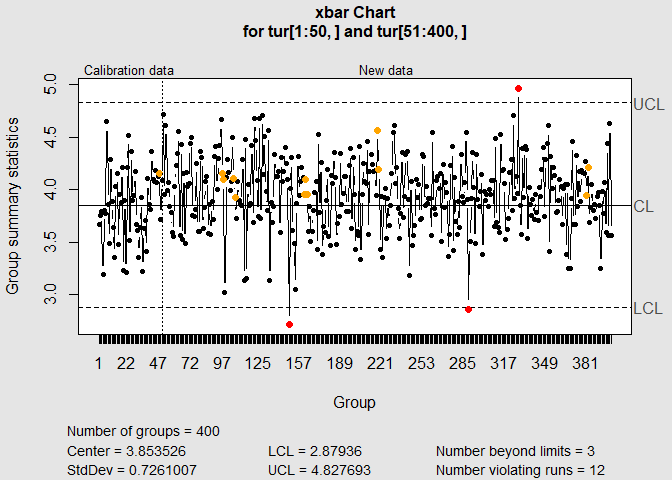 xbar Chart
for tur[1:50, ] and tur[51:400, ]
Calibration data
New data
5.0
4.5
4.0
3.5
3.0
Group summary statistics
UCL
CL
LCL
1 22 47 72 97 125 157 189 221 253 285 317 349 381
Group
Number of groups = 400
Center = 3.853526
StdDev = 0.7261007
LCL = 2.87936
UCL = 4.827693
Number beyond limits = 3
Number violating runs = 12